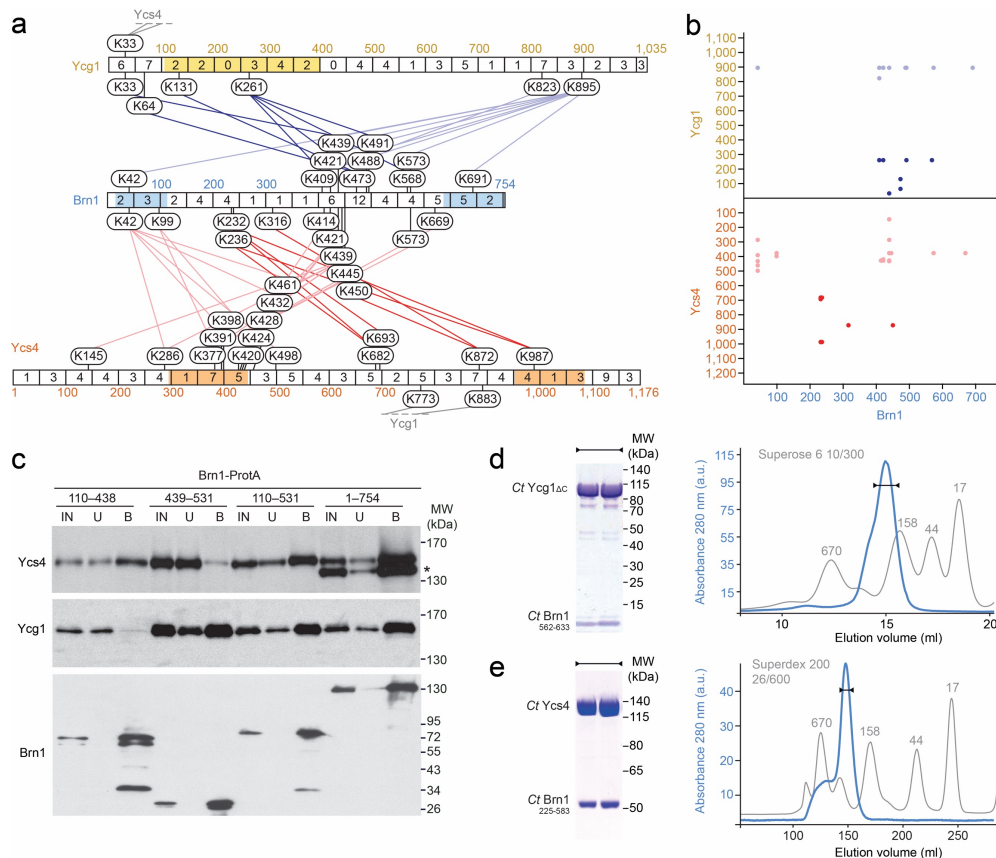 a
Ycs4
K33
100 200 300 400 500 600 700 800 900 1,035
Ycg1 6 7 2 2 0 3 4 2 0 4 4 1 3 5 1 1 7 3 2 3 3
K33 K131 K261 K823 K895
K64
K439 K491
K421 K488 K573
K42 K409 K473 K568 K691
100 200 300 754
Brn1 2 3 2 4 4 1 1 1 6 12 4 4 5 5 2
K42 K99 K232 K316 K414 K669
K236 K421 K573
K439
K445
K461 K450
K432
K398 K428
K391 K424 K693
Ycs4 K145 K286 K377 K420 K498 K682 K872 K987
1 3 4 4 3 4 1 7 5 3 5 4 3 5 2 5 3 7 4 4 1 3 9 3
1 100 200 300 400 500 600 700 1,000 1,100 1,176
K773 K883
Ycg1
b
1,100
1,000
900
800
700
600
500
400
300
200
100
Ycg1
100
200
300
400
500
600
700
800
900
1,000
1,100
1,200
Ycs4
0 100 200 300 400 500 600 700
Brn1
c
Brn1-ProtA
110–438 439–531 110–531 1–754
IN U B IN U B IN U B IN U B
MW
(kDa)
Ycs4
170
*
130
Ycg1
170
130
Brn1
130
95
72
55
43
34
26
d
MW
(kDa)
Ct Ycg1ΔC
140
115
80
70
50
40
30
25
15
Ct Brn1
562-633
Superose 6 10/300
Absorbance 280 nm (a.u.)
115
95
75
55
35
15
670
158
44
17
10 15 20
Elution volume (ml)
e
MW
(kDa)
Ct Ycs4
140
115
80
65
50
Ct Brn1
225-583
Superdex 200
26/600
Absorbance 280 nm (a.u.)
40
30
20
10
670
158
44
17
100 150 200 250
Elution volume (ml)